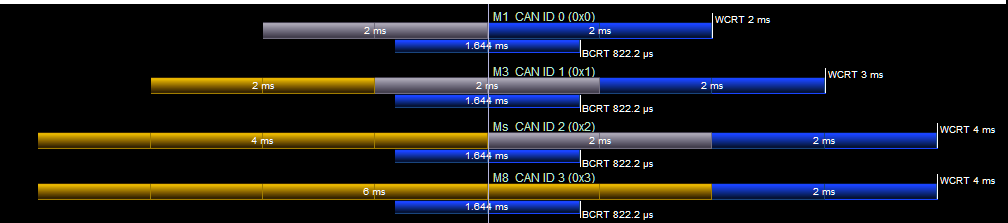 M1 CAN ID 0 (0x0)
WCRT 2 ms
2 ms 2 ms
1.644 ms
BCRT 822.2 µs
M3 CAN ID 1 (0x1)
WCRT 3 ms
2 ms 2 ms 2 ms
1.644 ms
BCRT 822.2 µs
Ms CAN ID 2 (0x2)
WCRT 4 ms
4 ms 2 ms 2 ms
1.644 ms
BCRT 822.2 µs
M8 CAN ID 3 (0x3)
WCRT 4 ms
6 ms 2 ms
1.644 ms
BCRT 822.2 µs